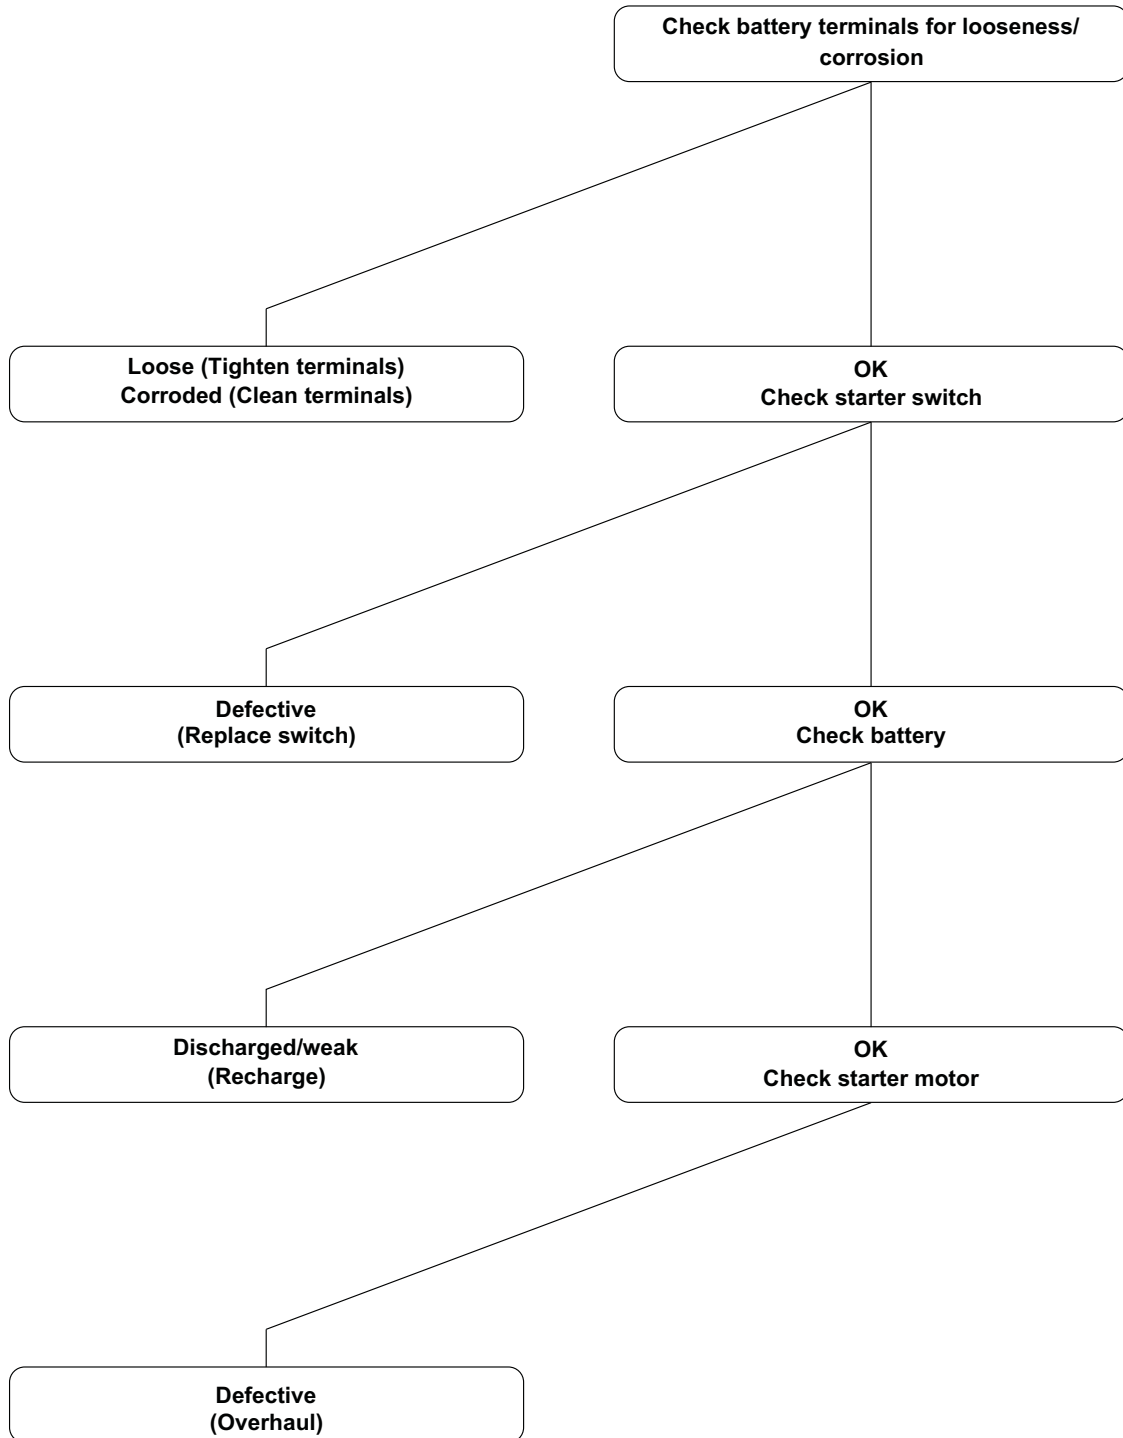 Check battery terminals for looseness/
corrosion
Loose (Tighten terminals)
Corroded (Clean terminals)
OK
Check starter switch
Defective
(Replace switch)
OK
Check battery
Discharged/weak
(Recharge)
OK
Check starter motor
Defective
(Overhaul)